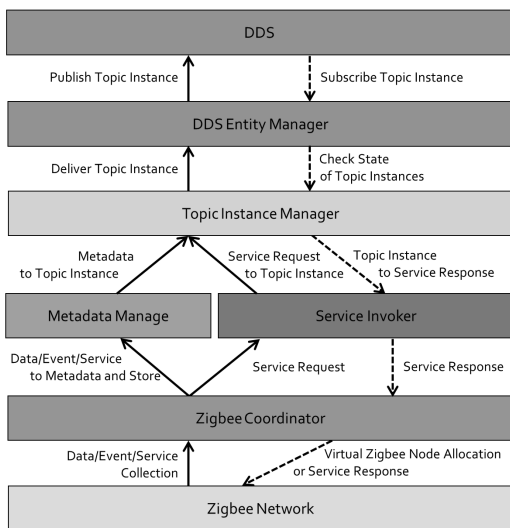 DDS
Publish Topic Instance
Subscribe Topic Instance
DDS Entity Manager
Deliver Topic Instance
Check State
of Topic Instances
Topic Instance Manager
Metadata
to Topic Instance
Service Request
to Topic Instance
Topic Instance
to Service Response
Metadata Manage
Service Invoker
Data/Event/Service
to Metadata and Store
Service Request
Service Response
Zigbee Coordinator
Data/Event/Service
Collection
Virtual Zigbee Node Allocation
or Service Response
Zigbee Network